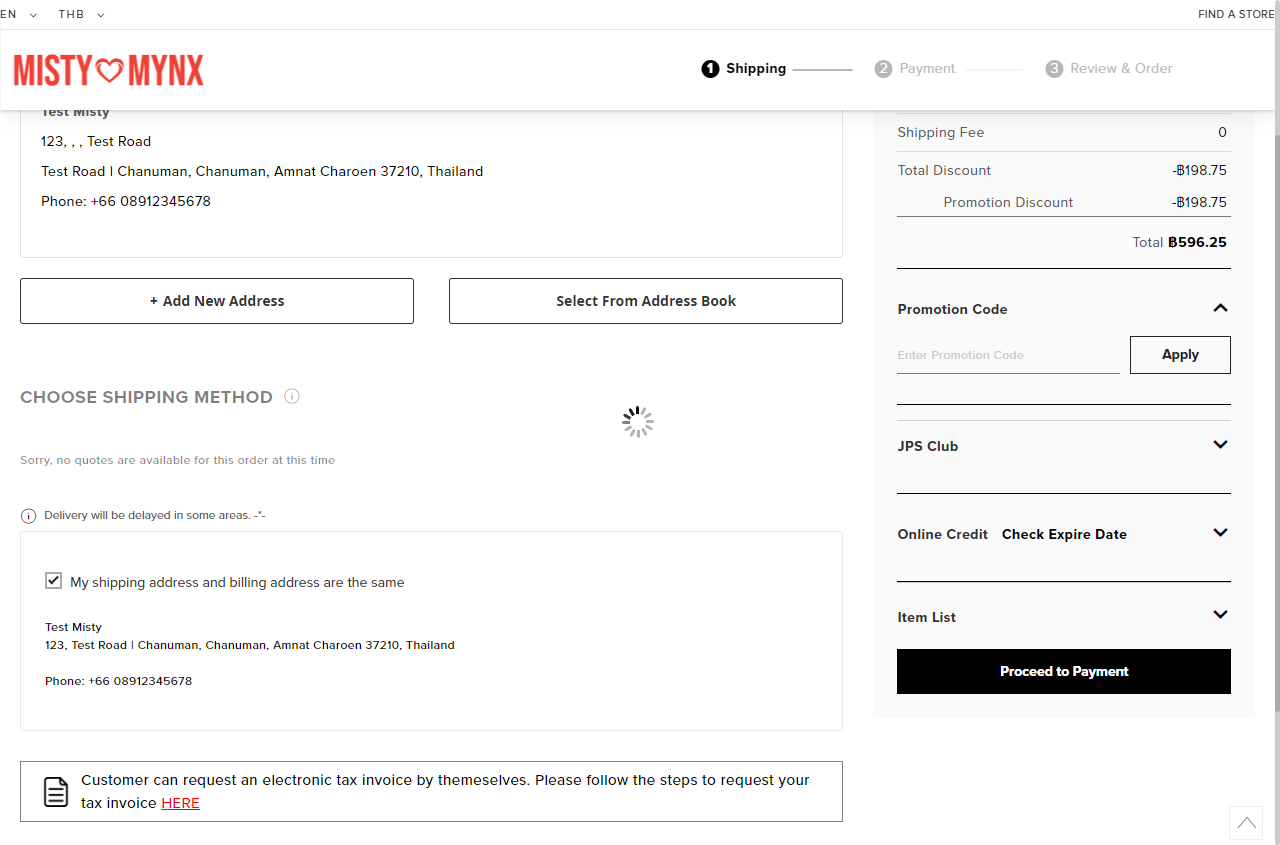 EN THB FIND A STORE
MISTY MYNX
1 Shipping 2 Payment 3 Review & Order
Test Misty
123, , , Test Road
Test Road | Chanuman, Chanuman, Amnat Charoen 37210, Thailand
Phone: +66 08912345678
+ Add New Address
Select From Address Book
CHOOSE SHIPPING METHOD
Sorry, no quotes are available for this order at this time
Delivery will be delayed in some areas. -*-
My shipping address and billing address are the same
Test Misty
123, Test Road | Chanuman, Chanuman, Amnat Charoen 37210, Thailand
Phone: +66 08912345678
Customer can request an electronic tax invoice by themeselves. Please follow the steps to request your
tax invoice HERE
Shipping Fee 0
Total Discount -฿198.75
Promotion Discount -฿198.75
Total ฿596.25
Promotion Code
Enter Promotion Code
Apply
JPS Club
Online Credit Check Expire Date
Item List
Proceed to Payment